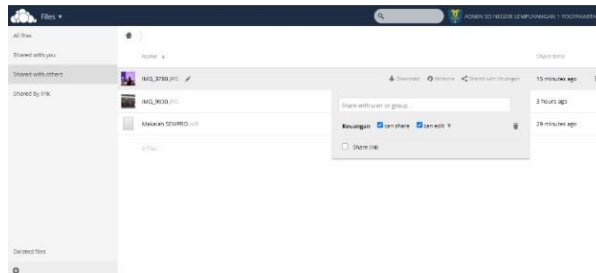 Files ▾
ADMIN SD NEGERI LEMPUYANGAN 1 YOGYAKARTA
All files
Shared with you
Shared with others
Shared by link
Name
Share time
IMG_3780.JPG
Download
Versions
Shared with Keuangan
15 minutes ago
IMG_9030.JPG
3 hours ago
Share with user or group ...
Makalah SEMPRO.pdf
Keuangan
can share
can edit
29 minutes ago
Share link
3 files
Deleted files